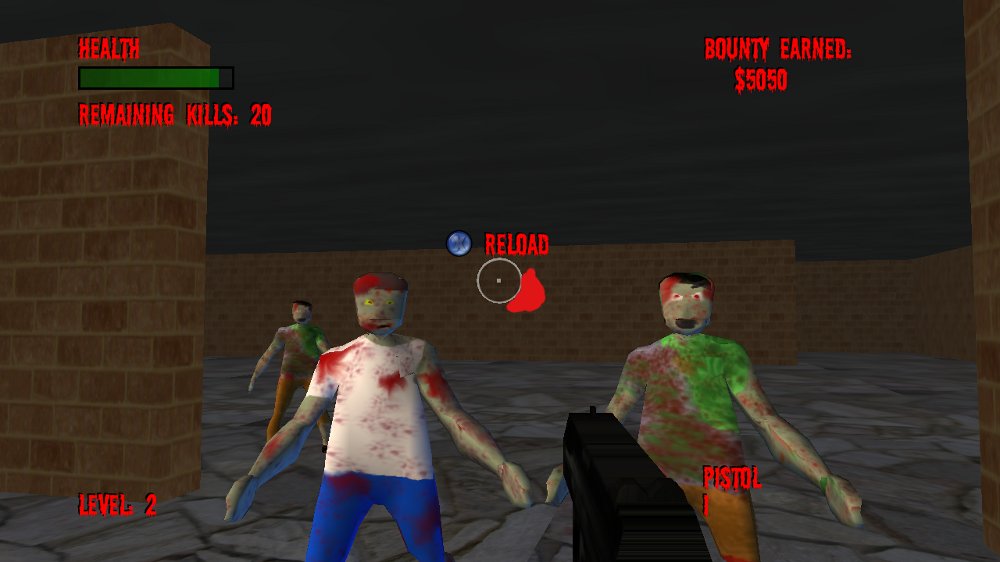 HEALTH
BOUNTY EARNED:
$5050
REMAINING KILLS: 20
X RELOAD
LEVEL: 2
PISTOL
1